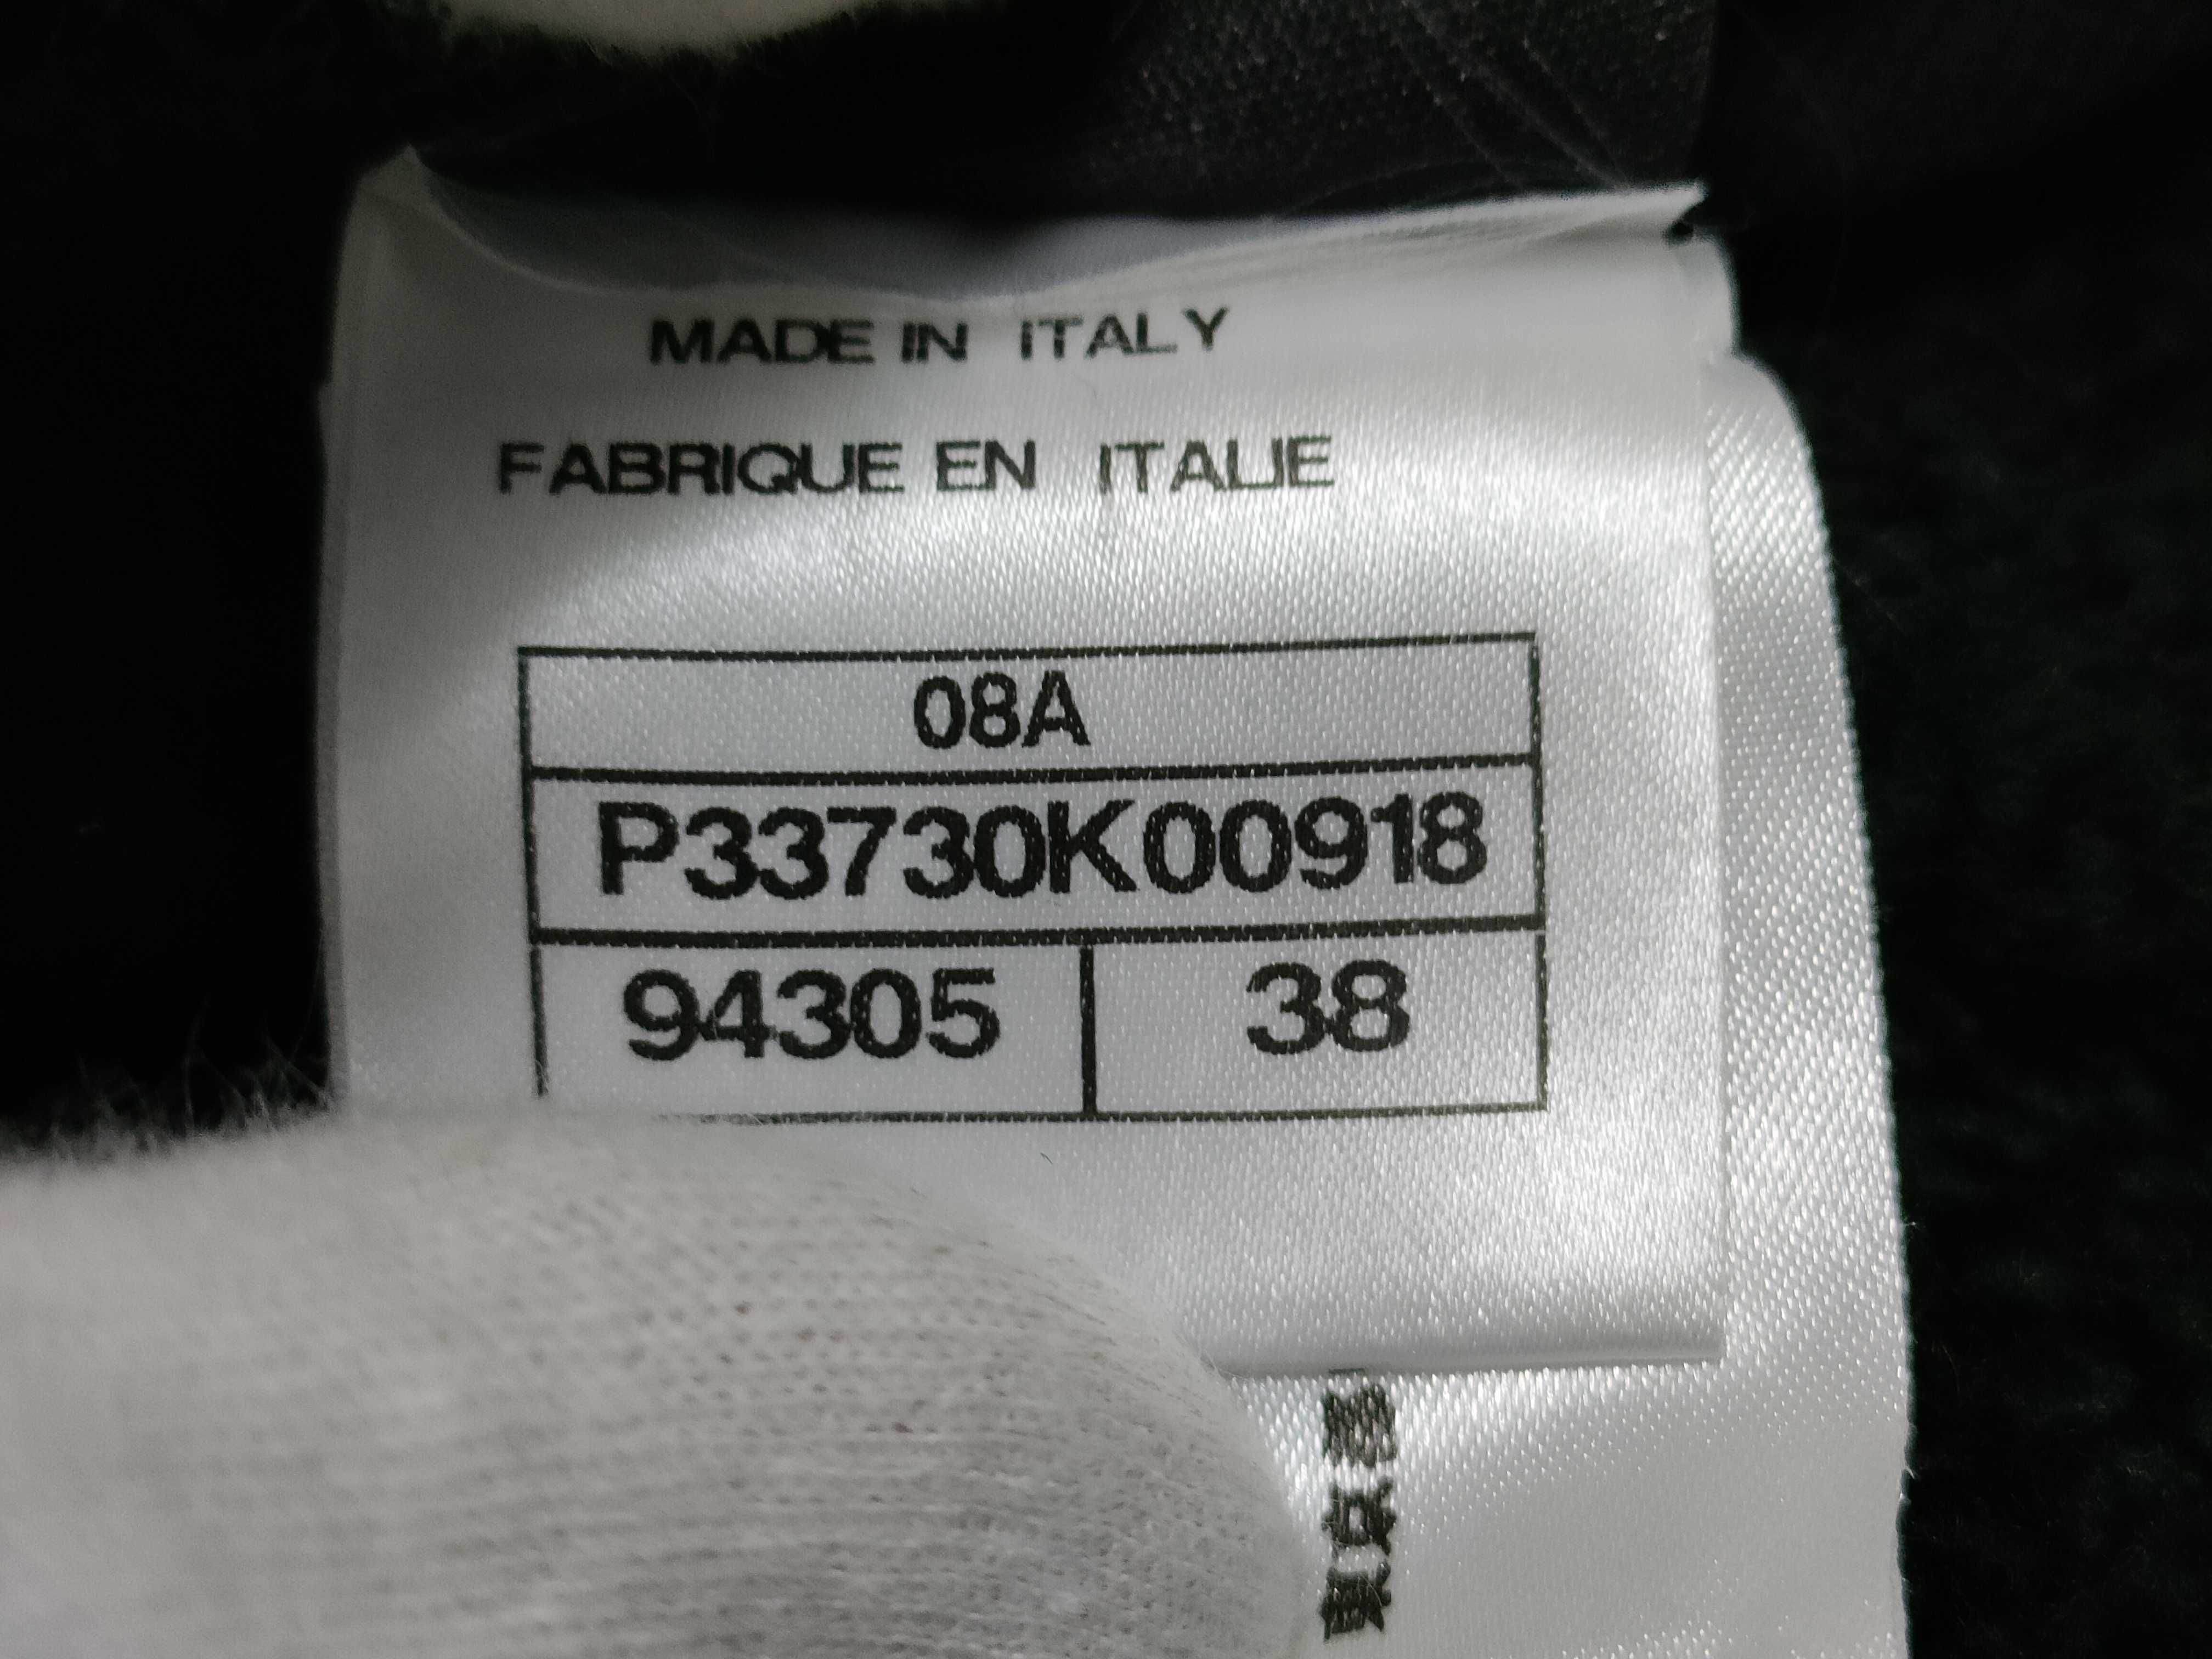 MADE IN ITALY
FABRIQUE EN ITALIE
08A
P33730K00918
94305 38